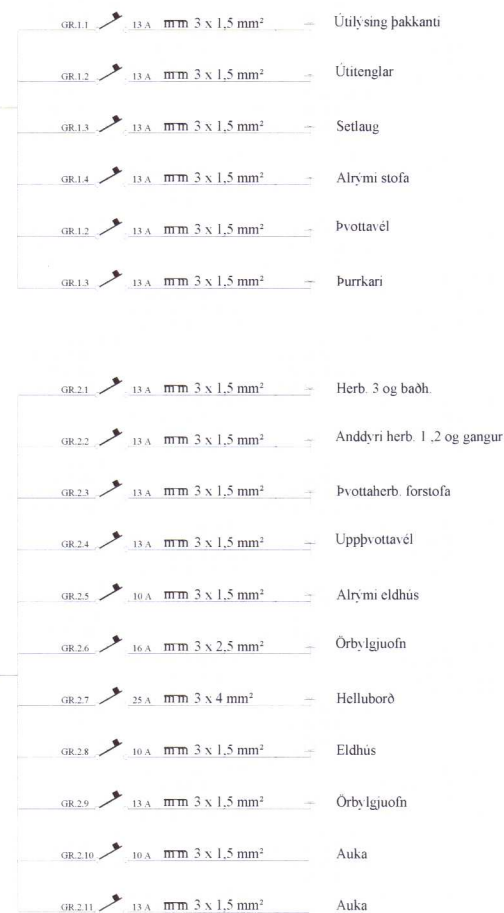 GR.1.1 13 A mm 3 x 1,5 mm² Útilýsing þakkanti
GR.1.2 13 A mm 3 x 1,5 mm² Útitenglar
GR.1.3 13 A mm 3 x 1,5 mm² Setlaug
GR.1.4 13 A mm 3 x 1,5 mm² Alrými stofa
GR.1.2 13 A mm 3 x 1,5 mm² Þvottavél
GR.1.3 13 A mm 3 x 1,5 mm² Þurrkari
GR.2.1 13 A mm 3 x 1,5 mm² Herb. 3 og baðh.
GR.2.2 13 A mm 3 x 1,5 mm² Anddyri herb. 1 ,2 og gangur
GR.2.3 13 A mm 3 x 1,5 mm² Þvottaherb. forstofa
GR.2.4 13 A mm 3 x 1,5 mm² Uppþvottavél
GR.2.5 10 A mm 3 x 1,5 mm² Alrými eldhús
GR.2.6 16 A mm 3 x 2,5 mm² Örbylgjuofn
GR.2.7 25 A mm 3 x 4 mm² Helluborð
GR.2.8 10 A mm 3 x 1,5 mm² Eldhús
GR.2.9 13 A mm 3 x 1,5 mm² Örbylgjuofn
GR.2.10 10 A mm 3 x 1,5 mm² Auka
GR.2.11 13 A mm 3 x 1,5 mm² Auka